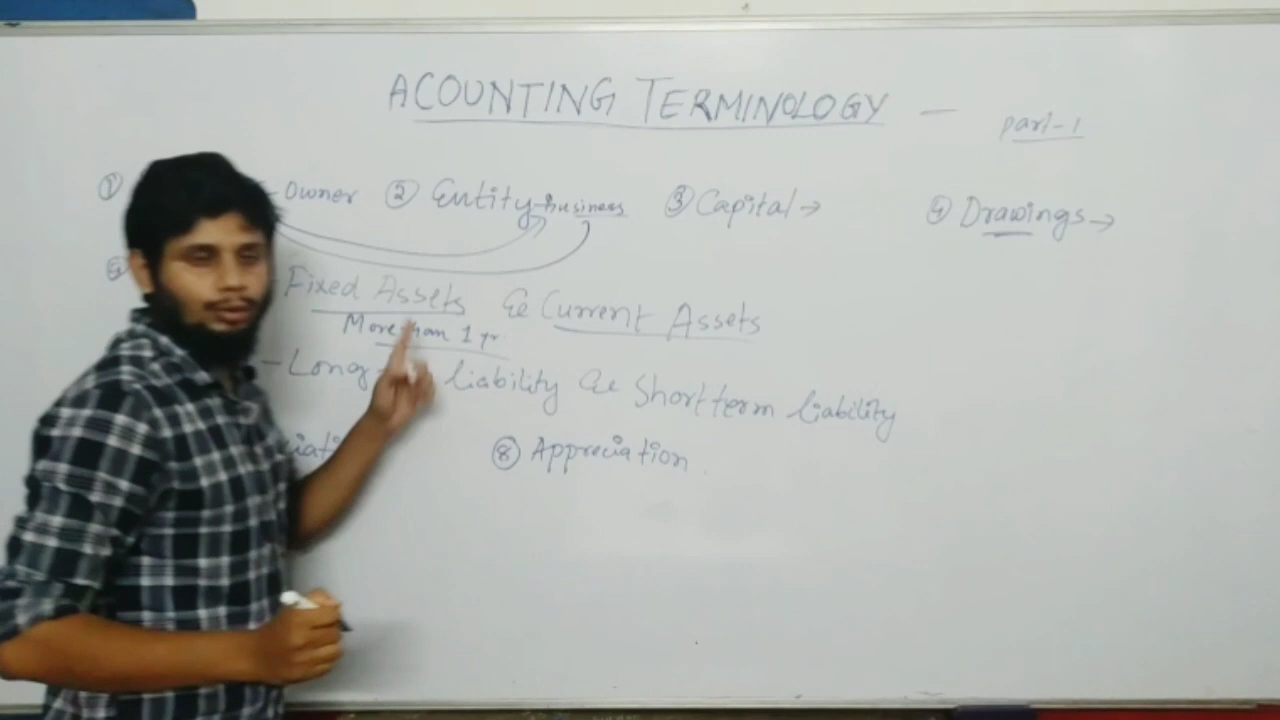 ACOUNTING TERMINOLOGY — part-1
① - Owner ② Entity-business ③ Capital → ④ Drawings →
⑤ Fixed Assets & Current Assets
More than 1 yr
- Long liability & Short term liability
⑧ Appreciation